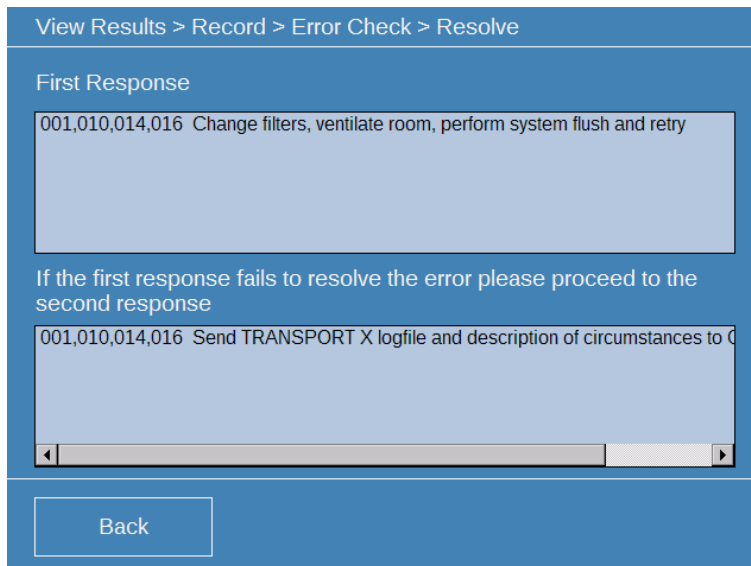 View Results > Record > Error Check > Resolve
First Response
001,010,014,016 Change filters, ventilate room, perform system flush and retry
If the first response fails to resolve the error please proceed to the
second response
001,010,014,016 Send TRANSPORT X logfile and description of circumstances to
Back